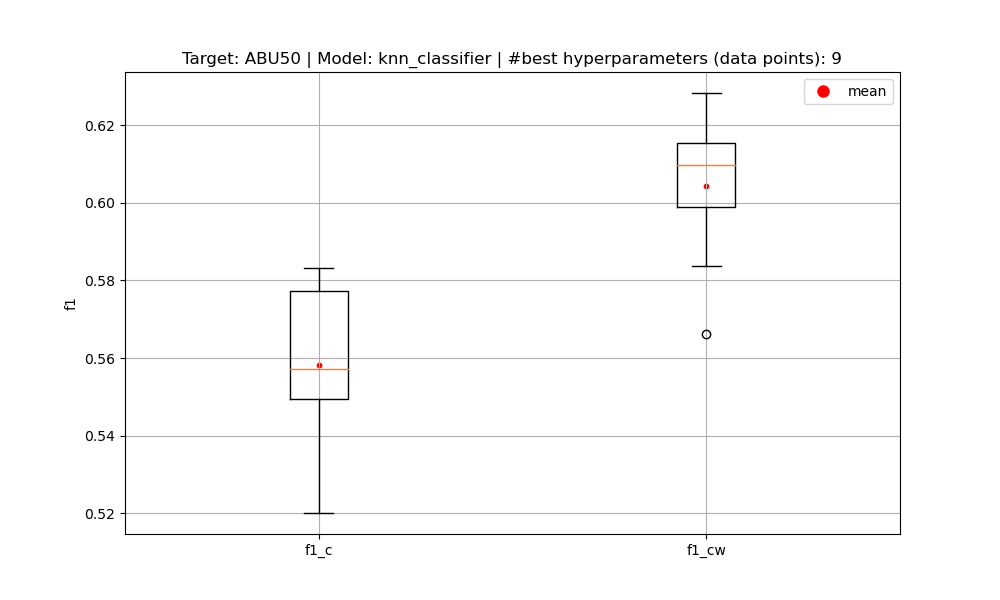 Target: ABU50 | Model: knn_classifier | #best hyperparameters (data points): 9
mean
0.62
0.60
0.58
0.56
0.54
0.52
f1
f1_c
f1_cw